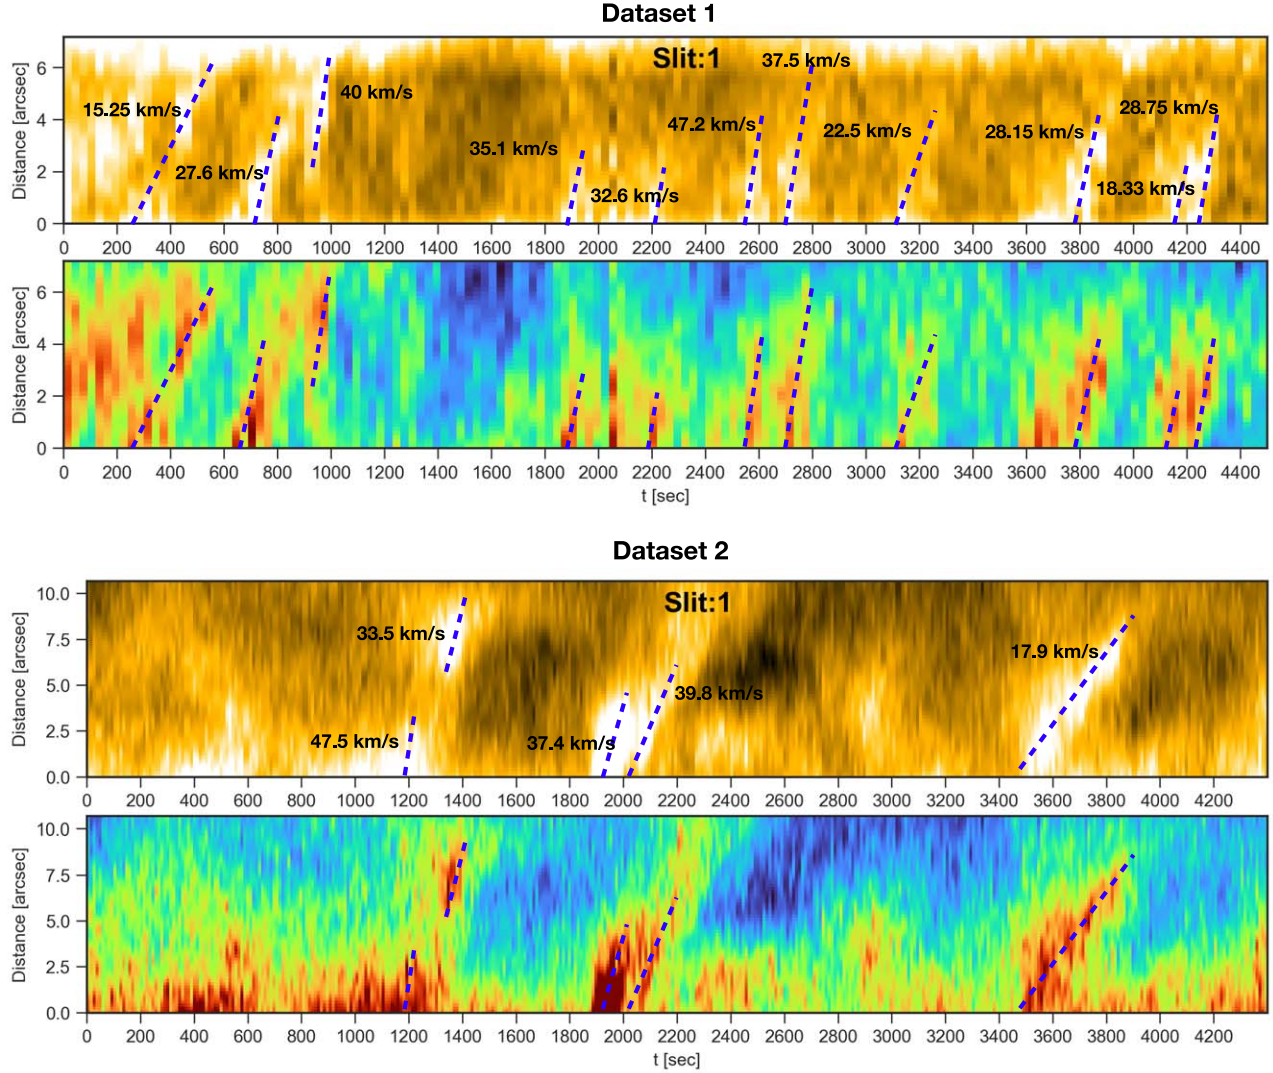 Dataset 1
Slit:1
37.5 km/s
15.25 km/s
40 km/s
47.2 km/s
22.5 km/s
28.15 km/s
28.75 km/s
35.1 km/s
27.6 km/s
32.6 km/s
18.33 km/s
Distance [arcsec]
6
4
2
0
0 200 400 600 800 1000 1200 1400 1600 1800 2000 2200 2400 2600 2800 3000 3200 3400 3600 3800 4000 4200 4400
Distance [arcsec]
6
4
2
0
0 200 400 600 800 1000 1200 1400 1600 1800 2000 2200 2400 2600 2800 3000 3200 3400 3600 3800 4000 4200 4400
t [sec]
Dataset 2
Slit:1
33.5 km/s
17.9 km/s
39.8 km/s
47.5 km/s
37.4 km/s
Distance [arcsec]
10.0
7.5
5.0
2.5
0.0
0 200 400 600 800 1000 1200 1400 1600 1800 2000 2200 2400 2600 2800 3000 3200 3400 3600 3800 4000 4200
Distance [arcsec]
10.0
7.5
5.0
2.5
0.0
0 200 400 600 800 1000 1200 1400 1600 1800 2000 2200 2400 2600 2800 3000 3200 3400 3600 3800 4000 4200
t [sec]